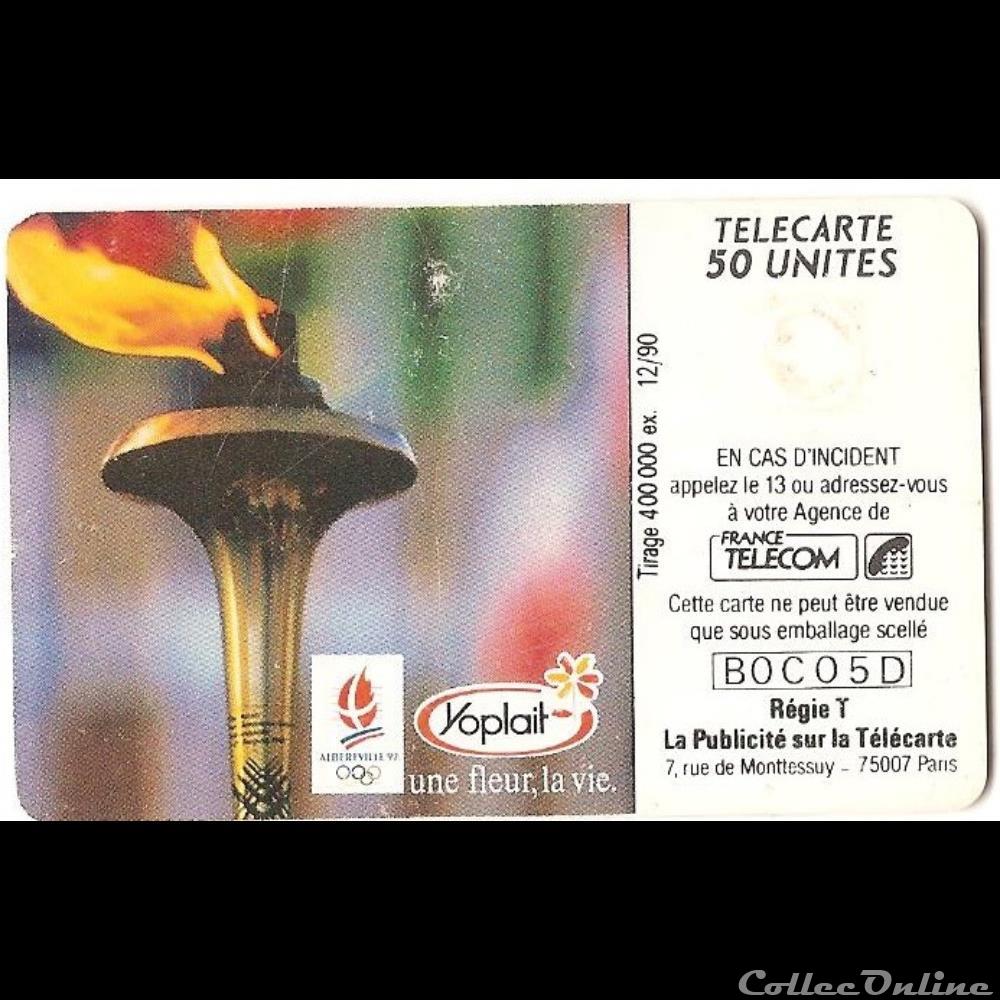 TELECARTE
50 UNITES
Tirage 400 000 ex. 12/90
EN CAS D'INCIDENT
appelez le 13 ou adressez-vous
à votre Agence de
FRANCE
TELECOM
Cette carte ne peut être vendue
que sous emballage scellé
B0C05D
Régie T
La Publicité sur la Télécarte
7, rue de Monttessuy - 75007 Paris
ALBERTVILLE 92
Yoplait
une fleur, la vie.
CollecOnline